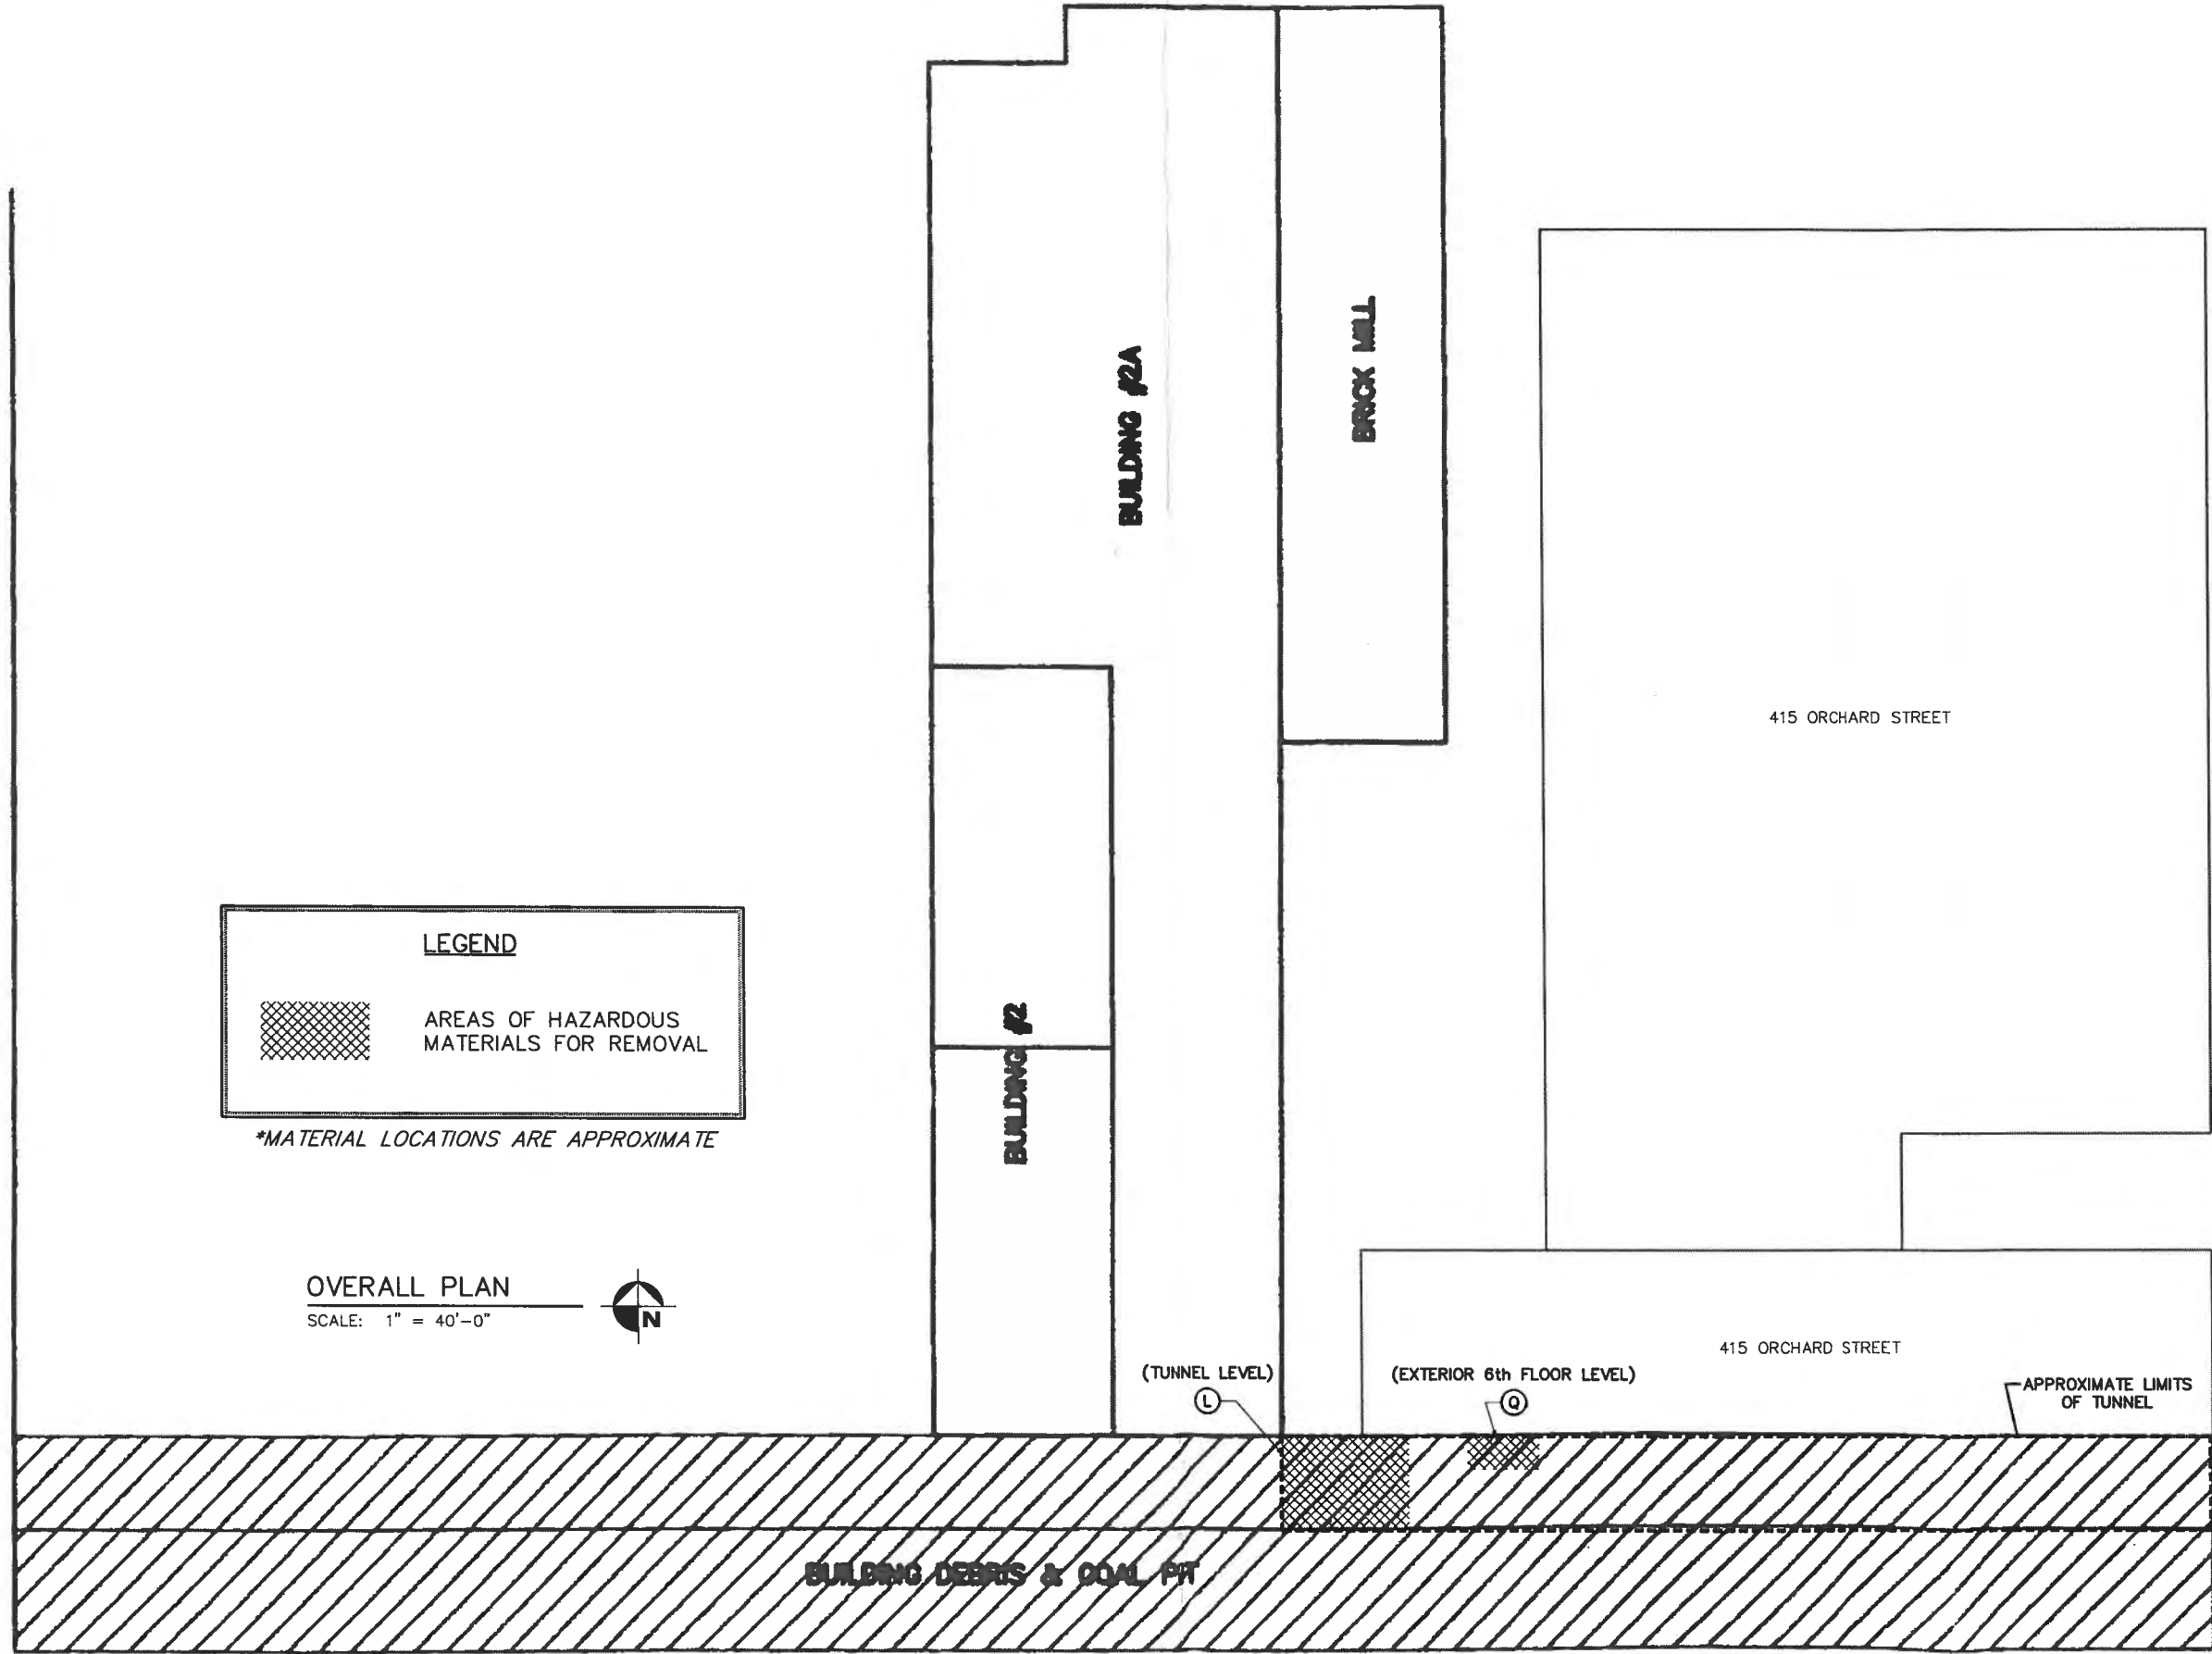 BUILDING #2A
BRICK MILL
415 ORCHARD STREET
LEGEND
AREAS OF HAZARDOUS
MATERIALS FOR REMOVAL
*MATERIAL LOCATIONS ARE APPROXIMATE
BUILDING #2
OVERALL PLAN
SCALE: 1" = 40'-0"
N
415 ORCHARD STREET
(TUNNEL LEVEL)
L
(EXTERIOR 6th FLOOR LEVEL)
Q
APPROXIMATE LIMITS
OF TUNNEL
BUILDING DEBRIS & COAL PIT